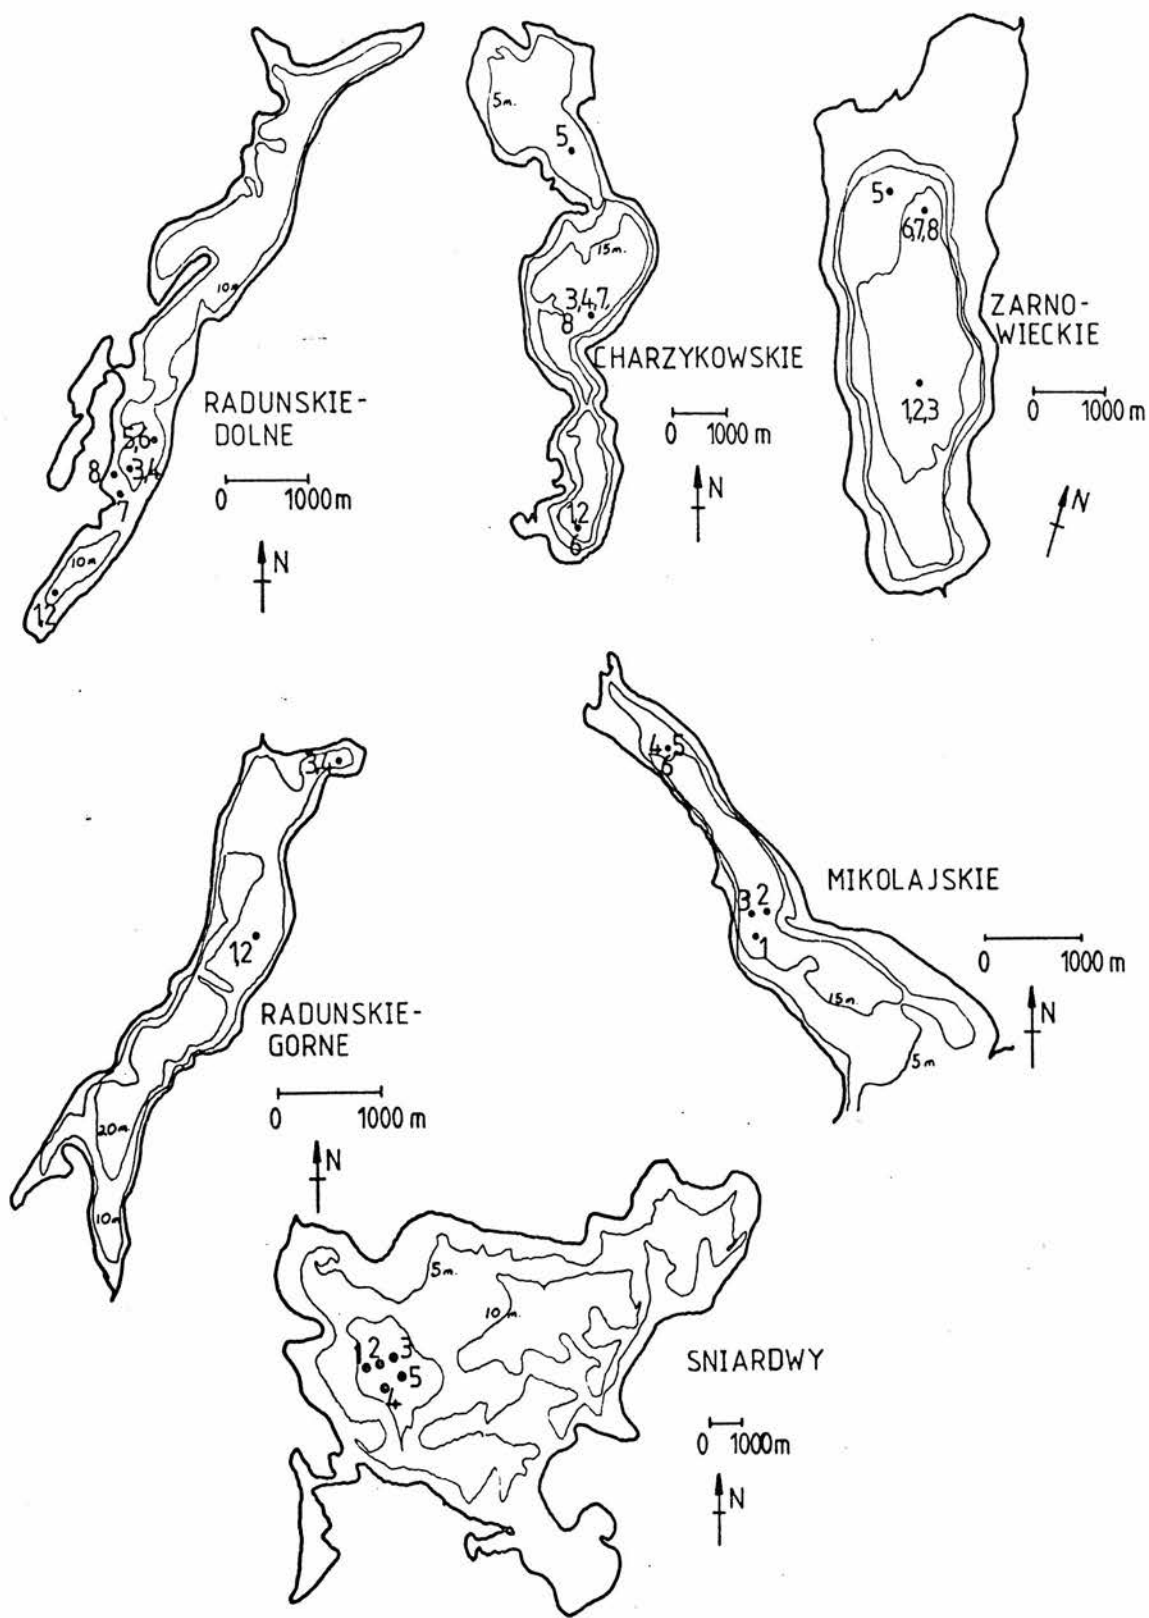 5m.
5
15m.
3,4,7,
8
CHARZYKOWSKIE
0 1000 m
N
1,2
6
5
6,7,8
1,2,3
ZARNO-
WIECKIE
0 1000 m
N
10m
RADUNSKIE-
DOLNE
0 1000m
N
5,6
3,4
8
7
10m
1,2
3,4
1,2
RADUNSKIE-
GORNE
0 1000 m
N
20m.
10m
4 5
6
3 2
1
MIKOLAJSKIE
0 1000 m
N
15m.
5m
5m.
10 m.
1 2 3
5
4
SNIARDWY
0 1000m
N